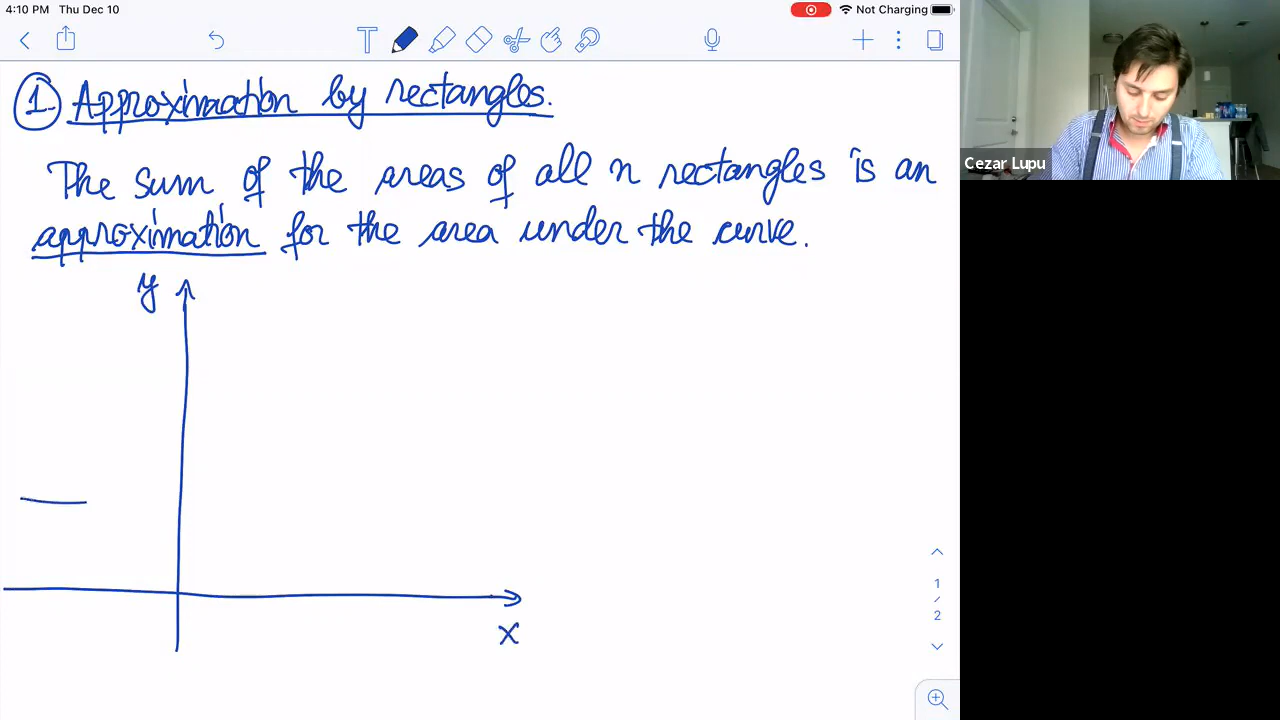 4:10 PM Thu Dec 10
Not Charging
T
① Approximation by rectangles.
Cezar Lupu
The sum of the areas of all n rectangles is an
approximation for the area under the curve.
y
x
1
/
2